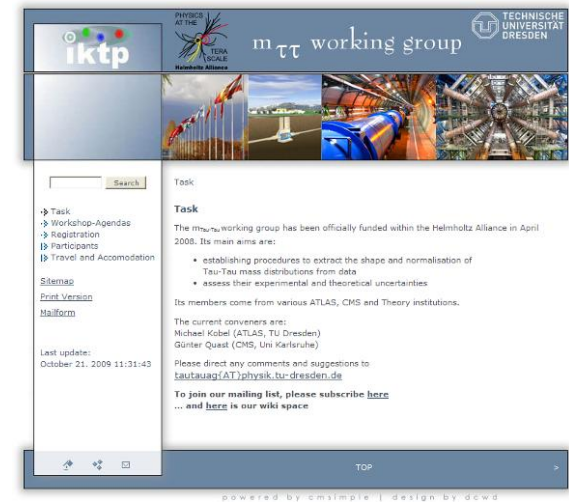 iktp
PHYSICS
AT THE
TERA
SCALE
Helmholtz Alliance
mττ working group
TECHNISCHE
UNIVERSITÄT
DRESDEN
Search
Task
Workshop-Agendas
Registration
Participants
Travel and Accomodation
Sitemap
Print Version
Mailform
Last update:
October 21. 2009 11:31:43
Task
Task
The mTau-Tau working group has been officially funded within the Helmholtz Alliance in April
2008. Its main aims are:
establishing procedures to extract the shape and normalisation of
Tau-Tau mass distributions from data
assess their experimental and theoretical uncertainties
Its members come from various ATLAS, CMS and Theory institutions.
The current conveners are:
Michael Kobel (ATLAS, TU Dresden)
Günter Quast (CMS, Uni Karlsruhe)
Please direct any comments and suggestions to
tautauag{AT}physik.tu-dresden.de
To join our mailing list, please subscribe here
... and here is our wiki space
TOP
>
powered by cmsimple | design by dcwd